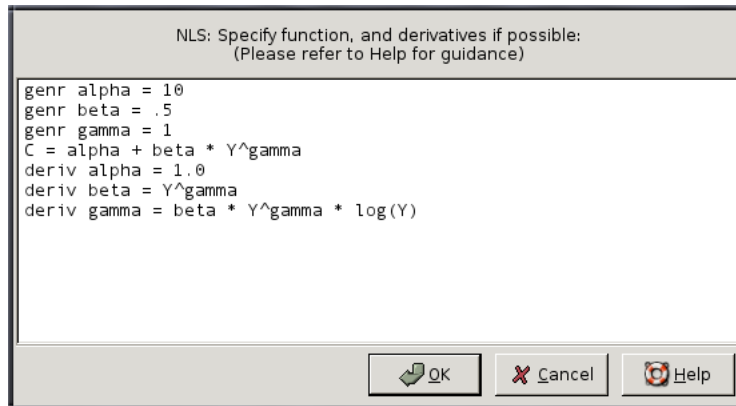 NLS: Specify function, and derivatives if possible:
(Please refer to Help for guidance)
genr alpha = 10
genr beta = .5
genr gamma = 1
C = alpha + beta * Y^gamma
deriv alpha = 1.0
deriv beta = Y^gamma
deriv gamma = beta * Y^gamma * log(Y)
OK Cancel Help